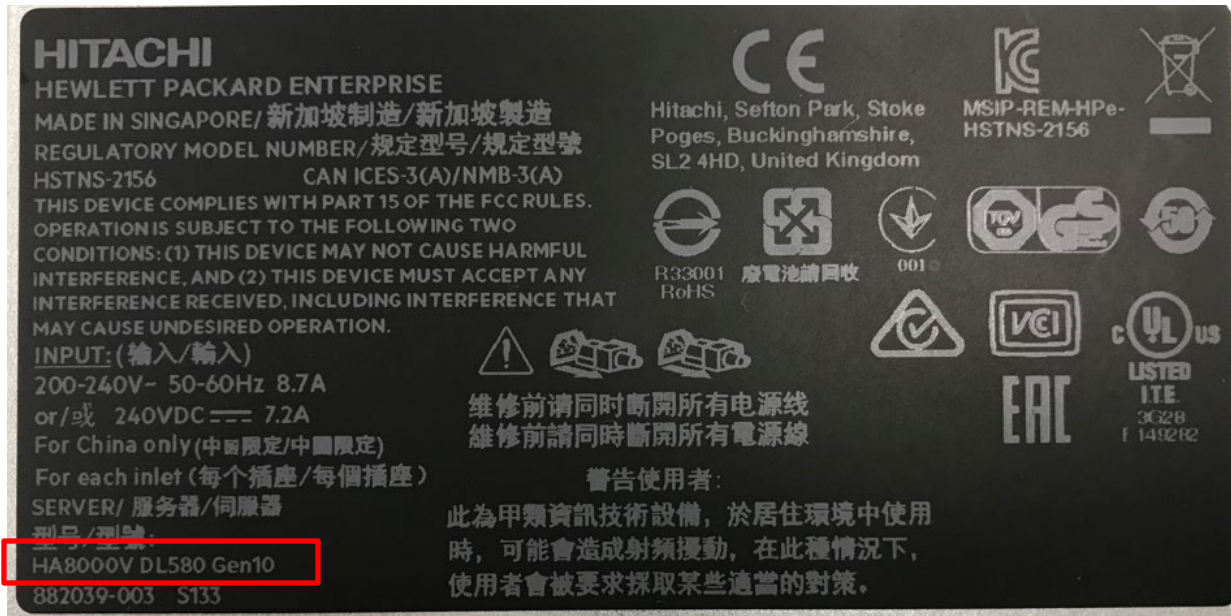 HITACHI
HEWLETT PACKARD ENTERPRISE
MADE IN SINGAPORE/新加坡制造/新加坡製造
REGULATORY MODEL NUMBER/规定型号/規定型號
HSTNS-2156 CAN ICES-3(A)/NMB-3(A)
THIS DEVICE COMPLIES WITH PART 15 OF THE FCC RULES.
OPERATION IS SUBJECT TO THE FOLLOWING TWO
CONDITIONS: (1) THIS DEVICE MAY NOT CAUSE HARMFUL
INTERFERENCE, AND (2) THIS DEVICE MUST ACCEPT ANY
INTERFERENCE RECEIVED, INCLUDING INTERFERENCE THAT
MAY CAUSE UNDESIRED OPERATION.
INPUT: (输入/輸入)
200-240V~ 50-60Hz 8.7A
or/或 240VDC 7.2A
For China only (中国限定/中國限定)
For each inlet (每个插座/每個插座)
SERVER/ 服务器/伺服器
型号/型號:
HA8000V DL580 Gen10
882039-003 S133
CE
Hitachi, Sefton Park, Stoke
Poges, Buckinghamshire,
SL2 4HD, United Kingdom
MSIP-REM-HPe-
HSTNS-2156
R33001
RoHS
廢電池請回收
001
TÜV
GS
50
VCI
EAC
c UL US
LISTED
I.T.E.
3G28
E149282
维修前请同时断開所有电源线
維修前請同時斷開所有電源線
警告使用者:
此為甲類資訊技術設備，於居住環境中使用
時，可能會造成射頻擾動，在此種情況下，
使用者會被要求採取某些適當的對策。